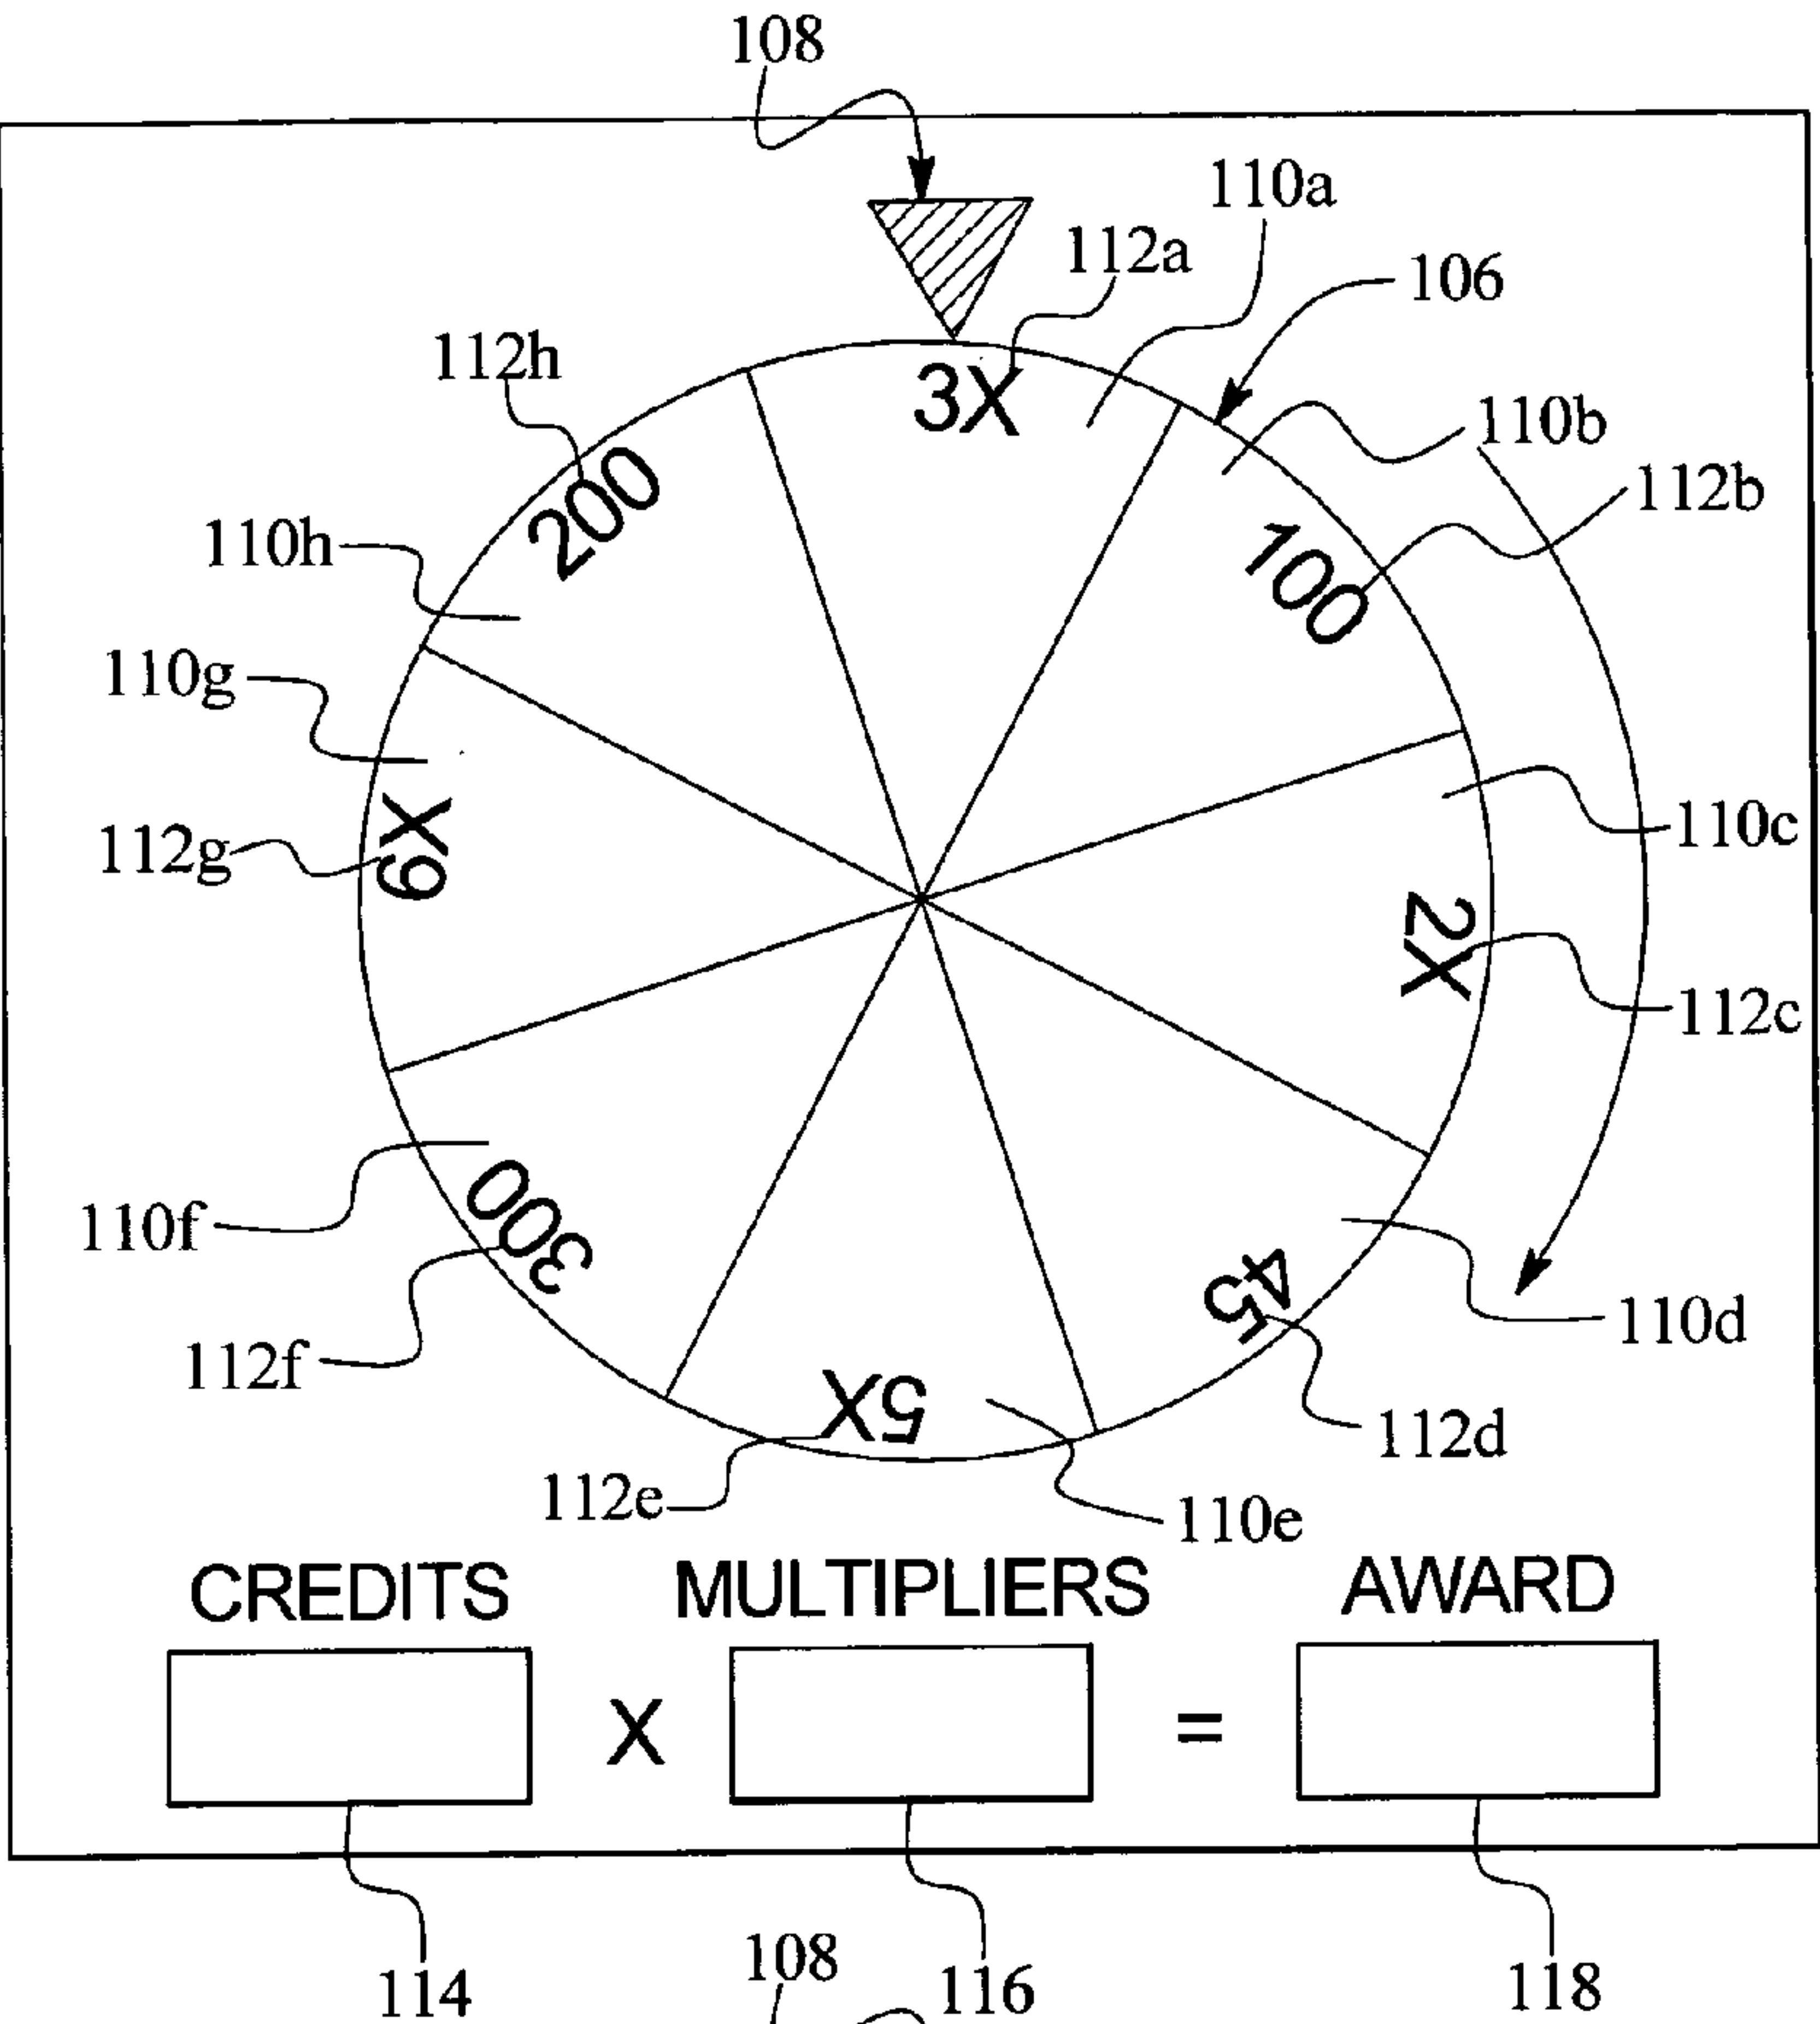 108
110a
112a
106
112h
3X
110b
200
112b
110h
100
110g
6X
110c
112g
2X
112c
110f
300
45
110d
112f
5X
112d
112e
110e
CREDITS MULTIPLIERS AWARD
X =
108
114 116 118